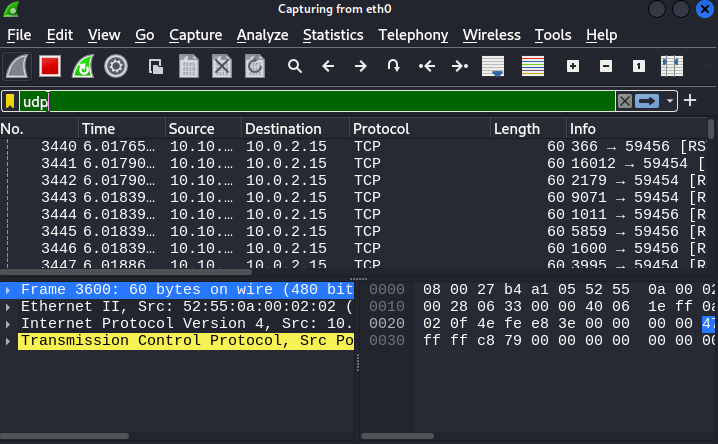 Capturing from eth0
File Edit View Go Capture Analyze Statistics Telephony Wireless Tools Help
udp
No. Time Source Destination Protocol Length Info
3440 6.01765… 10.10.… 10.0.2.15 TCP 60 366 → 59456 [RS
3441 6.01790… 10.10.… 10.0.2.15 TCP 60 16012 → 59454 [
3442 6.01790… 10.10.… 10.0.2.15 TCP 60 2179 → 59454 [R
3443 6.01839… 10.10.… 10.0.2.15 TCP 60 9071 → 59454 [R
3444 6.01839… 10.10.… 10.0.2.15 TCP 60 1011 → 59456 [R
3445 6.01839… 10.10.… 10.0.2.15 TCP 60 5859 → 59456 [R
3446 6.01839… 10.10.… 10.0.2.15 TCP 60 1600 → 59456 [R
3447 6.01886 10.10.… 10.0.2.15 TCP 60 3995 → 59454 [R
Frame 3600: 60 bytes on wire (480 bit
Ethernet II, Src: 52:55:0a:00:02:02 (
Internet Protocol Version 4, Src: 10.
Transmission Control Protocol, Src Po
0000 08 00 27 b4 a1 05 52 55 0a 00 02
0010 00 28 06 33 00 00 40 06 1e ff 0a
0020 02 0f 4e fe e8 3e 00 00 00 00 47
0030 ff ff c8 79 00 00 00 00 00 00 00